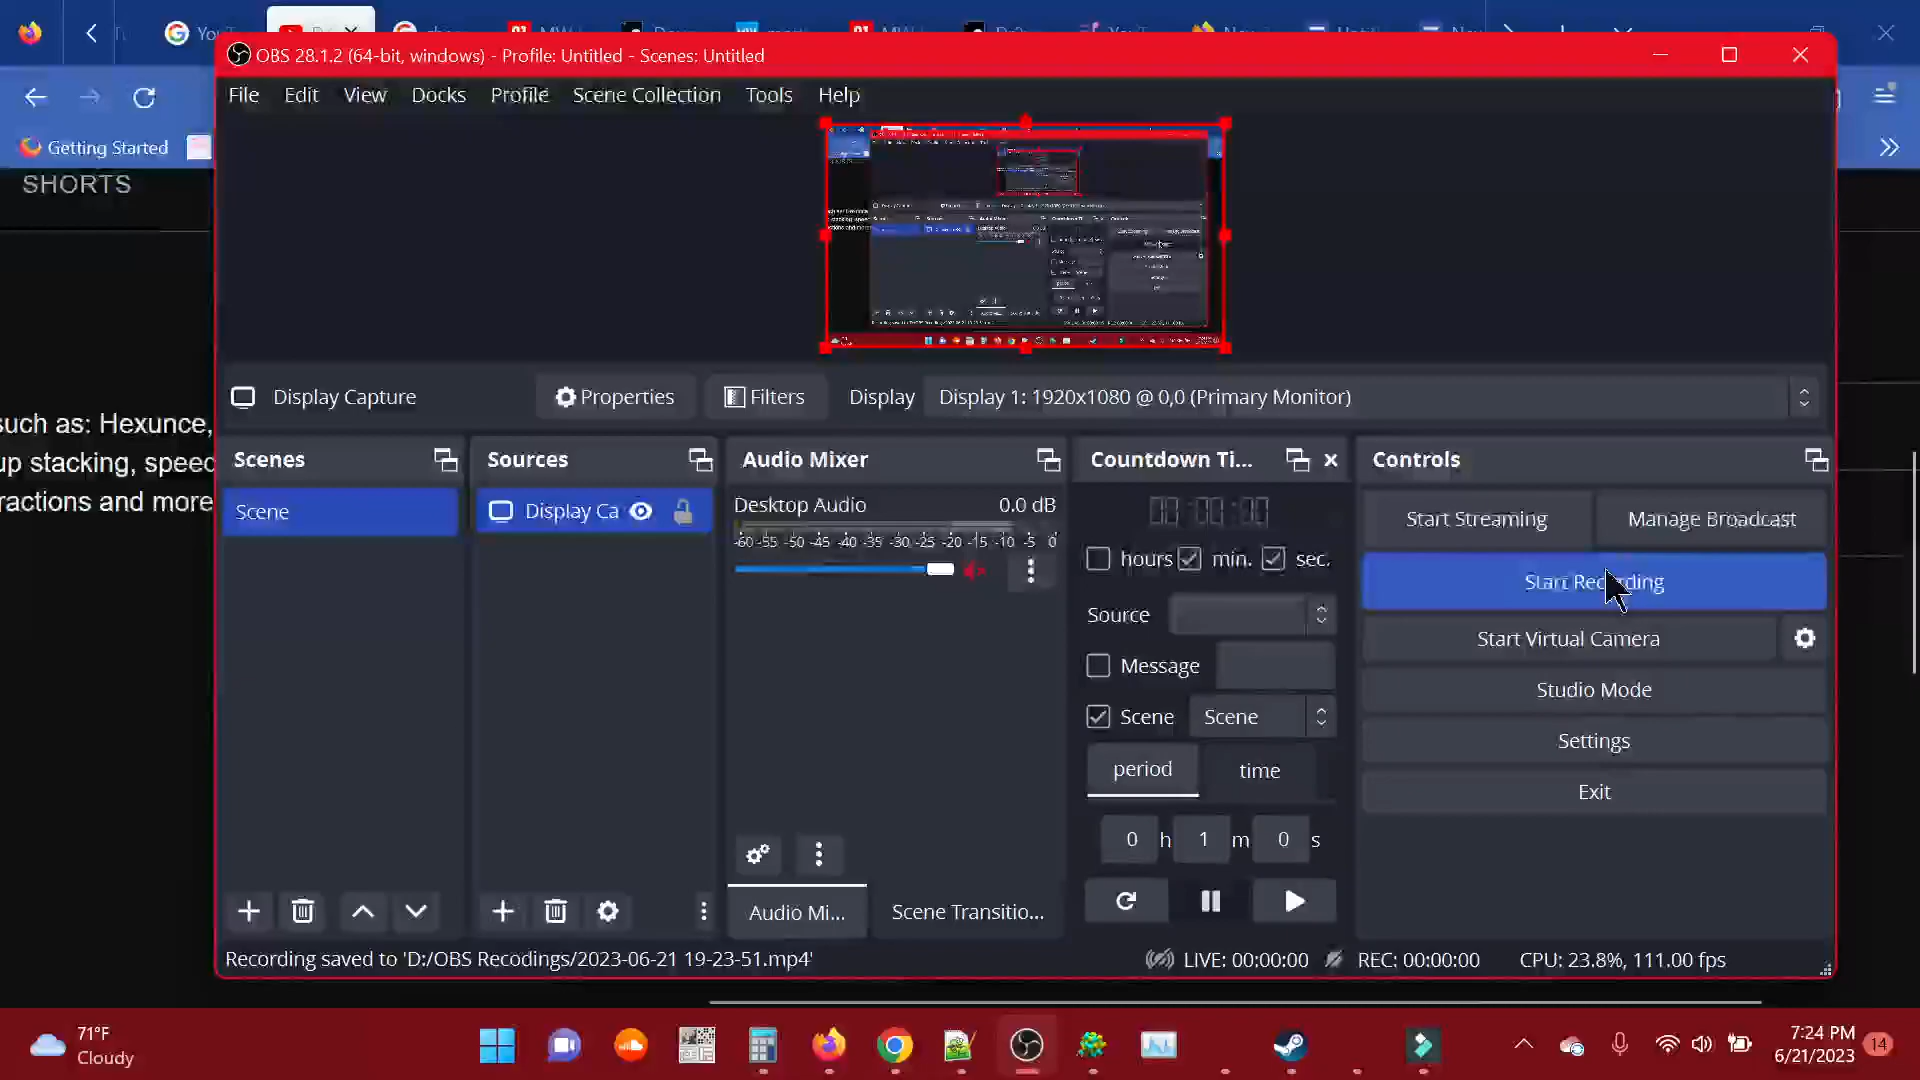 OBS 28.1.2 (64-bit, windows) - Profile: Untitled - Scenes: Untitled
File Edit View Docks Profile Scene Collection Tools Help
Getting Started
SHORTS
Display Capture Properties Filters Display Display 1: 1920x1080 @ 0,0 (Primary Monitor)
such as: Hexunce,
up stacking, speed
ractions and more
Scenes Sources Audio Mixer Countdown Ti... Controls
Scene
Display Ca
Desktop Audio 0.0 dB
-60 -55 -50 -45 -40 -35 -30 -25 -20 -15 -10 -5 0
hours min. sec.
Source
Message
Scene Scene
period time
0 h 1 m 0 s
Start Streaming Manage Broadcast
Start Recording
Start Virtual Camera
Studio Mode
Settings
Exit
Audio Mi... Scene Transitio...
Recording saved to 'D:/OBS Recodings/2023-06-21 19-23-51.mp4' LIVE: 00:00:00 REC: 00:00:00 CPU: 23.8%, 111.00 fps
71°F
Cloudy
7:24 PM
6/21/2023
14